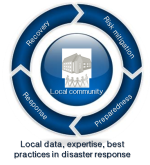 Recovery
Risk mitigation
Local community
Response
Preparedness
Local data, expertise, best
practices in disaster response